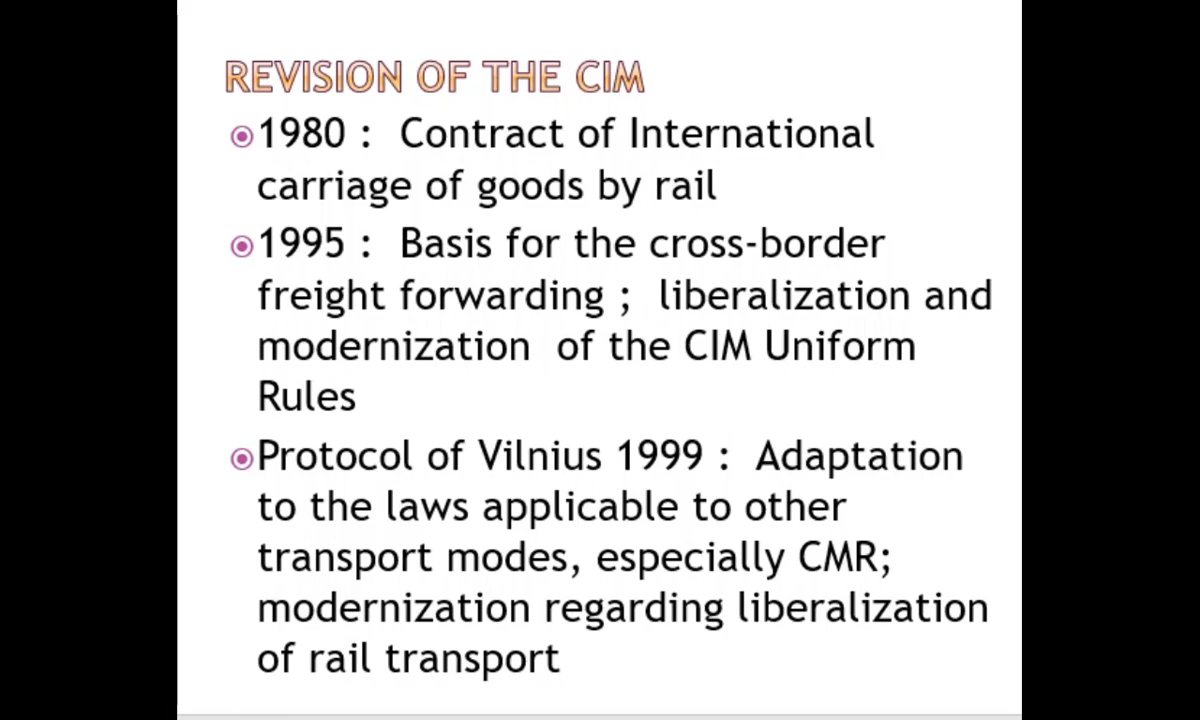 REVISION OF THE CIM
1980 : Contract of International
carriage of goods by rail
1995 : Basis for the cross-border
freight forwarding ; liberalization and
modernization of the CIM Uniform
Rules
Protocol of Vilnius 1999 : Adaptation
to the laws applicable to other
transport modes, especially CMR;
modernization regarding liberalization
of rail transport